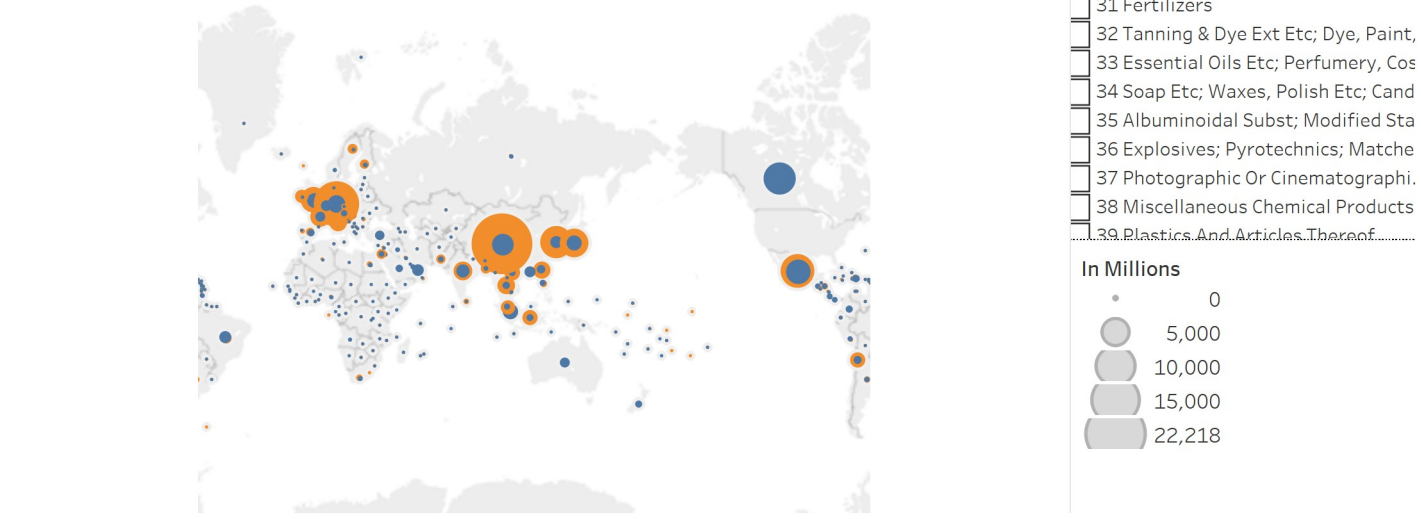 31 Fertilizers
32 Tanning & Dye Ext Etc; Dye, Paint,
33 Essential Oils Etc; Perfumery, Cos
34 Soap Etc; Waxes, Polish Etc; Cand
35 Albuminoidal Subst; Modified Sta
36 Explosives; Pyrotechnics; Matche
37 Photographic Or Cinematographi.
38 Miscellaneous Chemical Products
39 Plastics And Articles Thereof
In Millions
0
5,000
10,000
15,000
22,218